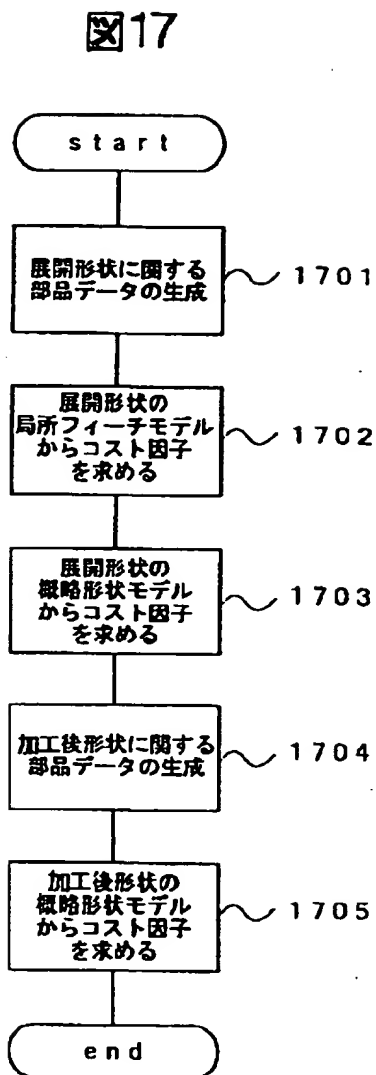 図17
start
展開形状に関する
部品データの生成
1701
展開形状の
局所フィーチモデル
からコスト因子
を求める
1702
展開形状の
概略形状モデル
からコスト因子
を求める
1703
加工後形状に関する
部品データの生成
1704
加工後形状の
概略形状モデル
からコスト因子
を求める
1705
end